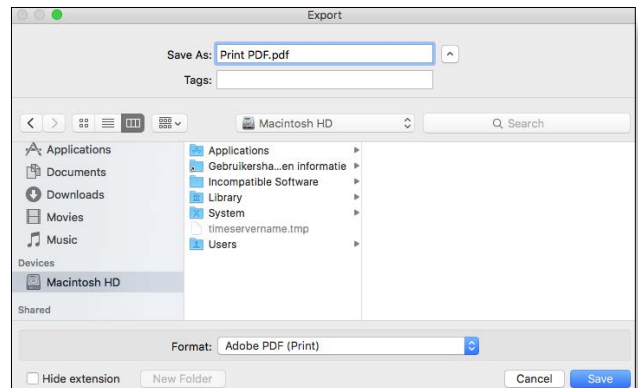 Export
Save As: Print PDF.pdf
Tags:
Macintosh HD
Search
Applications
Documents
Downloads
Movies
Music
Devices
Macintosh HD
Shared
Applications
Gebruikersha...en informatie
Incompatible Software
Library
System
timeservername.tmp
Users
Format: Adobe PDF (Print)
Hide extension New Folder Cancel Save